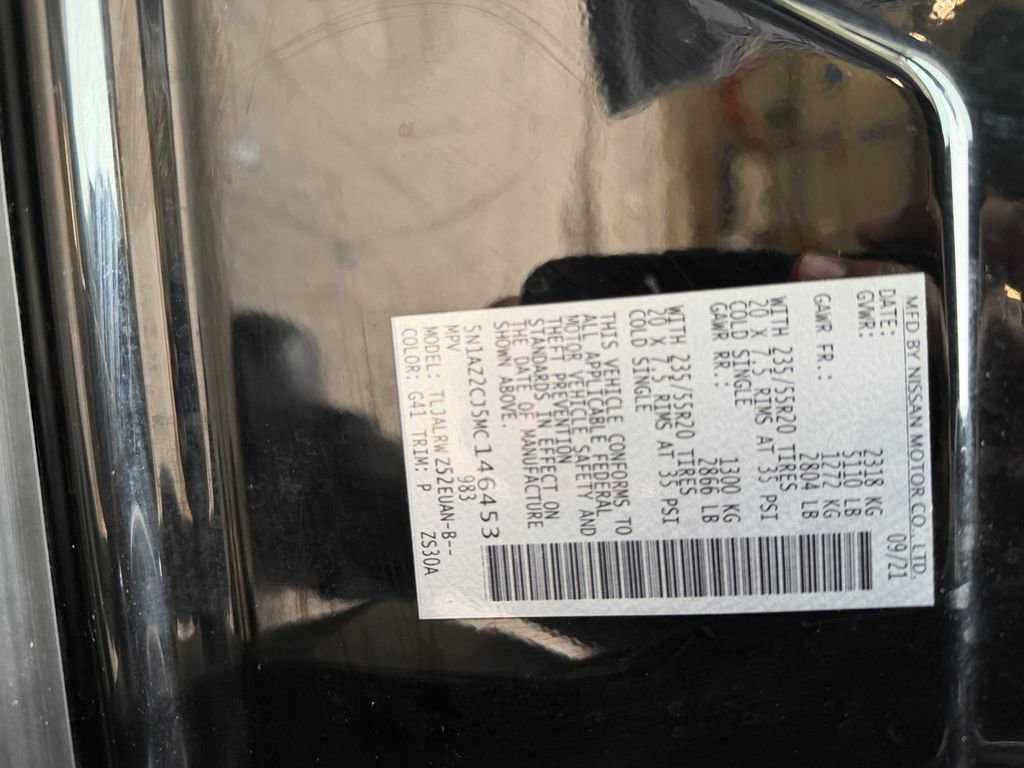 MFD BY NISSAN MOTOR CO., LTD.
DATE: 09/21
GVWR: 2318 KG
5110 LB
GAWR FR.: 1272 KG
2804 LB
WITH 235/55R20 TIRES
20 X 7.5 RIMS AT 35 PSI
COLD SINGLE
GAWR RR.: 1300 KG
2866 LB
WITH 235/55R20 TIRES
20 X 7.5 RIMS AT 35 PSI
COLD SINGLE
THIS VEHICLE CONFORMS TO
ALL APPLICABLE FEDERAL
MOTOR VEHICLE SAFETY AND
THEFT PREVENTION
STANDARDS IN EFFECT ON
THE DATE OF MANUFACTURE
SHOWN ABOVE.
5N1AZ2CJ5MC146453
MPV 983
MODEL: TLJALRWZS2EUAN-B--
COLOR: G41 TRIM: P ZS30A